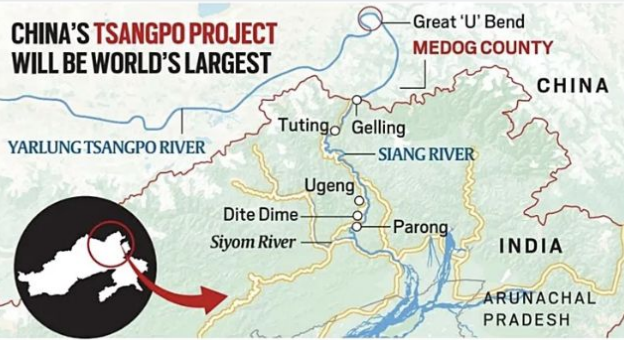 CHINA'S TSANGPO PROJECT
WILL BE WORLD'S LARGEST
Great 'U' Bend
MEDOG COUNTY
CHINA
Tuting
Gelling
YARLUNG TSANGPO RIVER
SIANG RIVER
Ugeng
Dite Dime
Parong
Siyom River
INDIA
ARUNACHAL
PRADESH